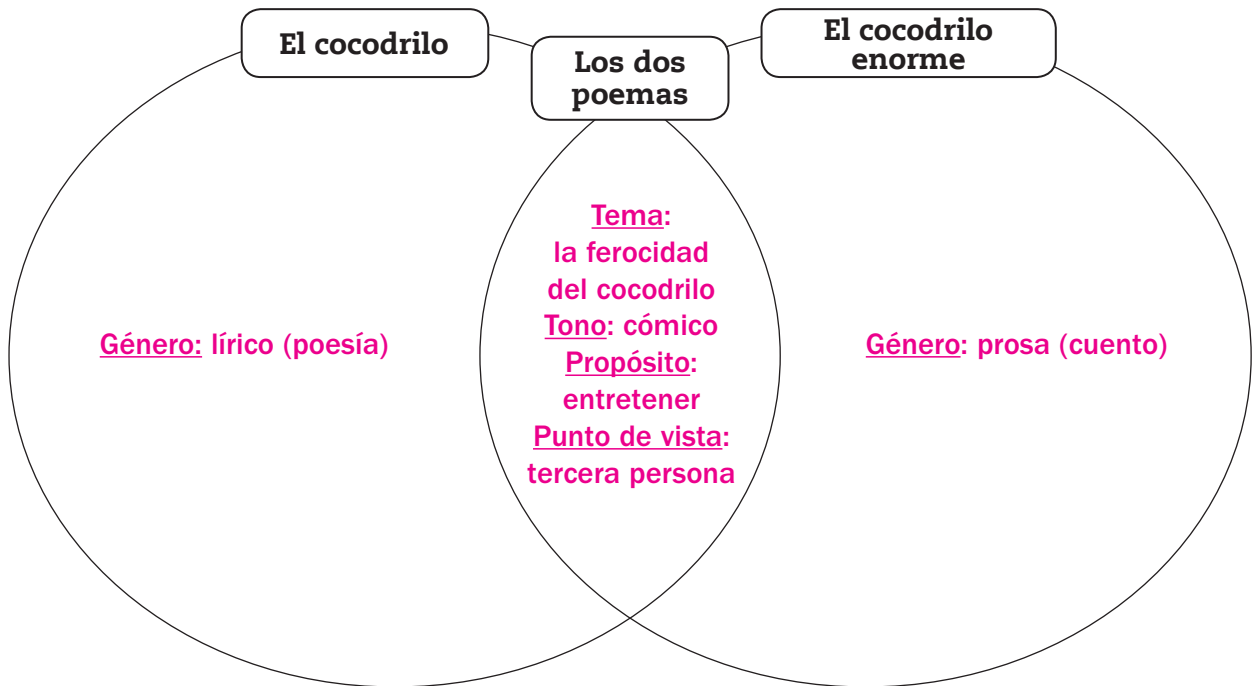 El cocodrilo
Los dos
poemas
El cocodrilo
enorme
Género: lírico (poesía)
Tema:
la ferocidad
del cocodrilo
Tono: cómico
Propósito:
entretener
Punto de vista:
tercera persona
Género: prosa (cuento)